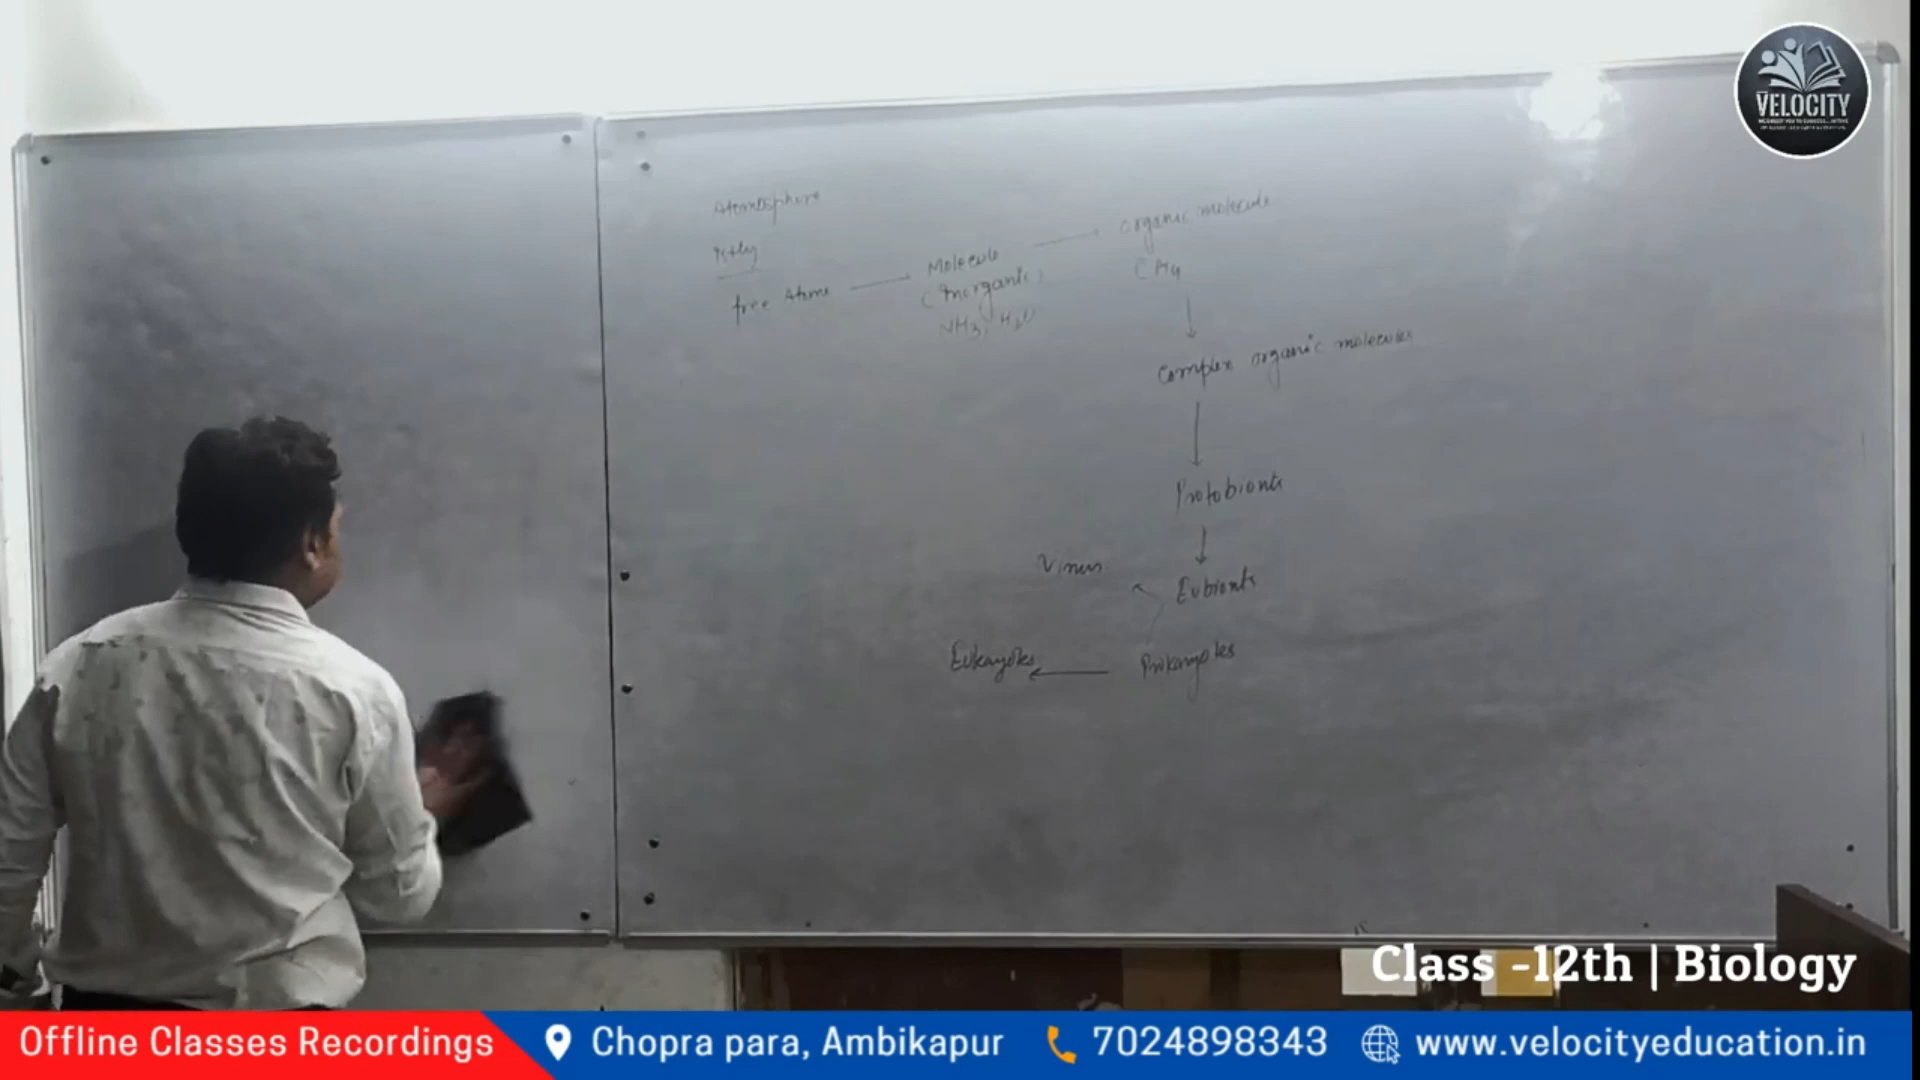 VELOCITY
Atomosphere
free Atoms → Molecule → organic molecule
(Inorganic)
NH3, H2O
CH4
Complex organic molecules
Protobionts
Virus
Eubionts
Eukaryotes ← Prokaryotes
Class -12th | Biology
Offline Classes Recordings
Chopra para, Ambikapur
7024898343
www.velocityeducation.in